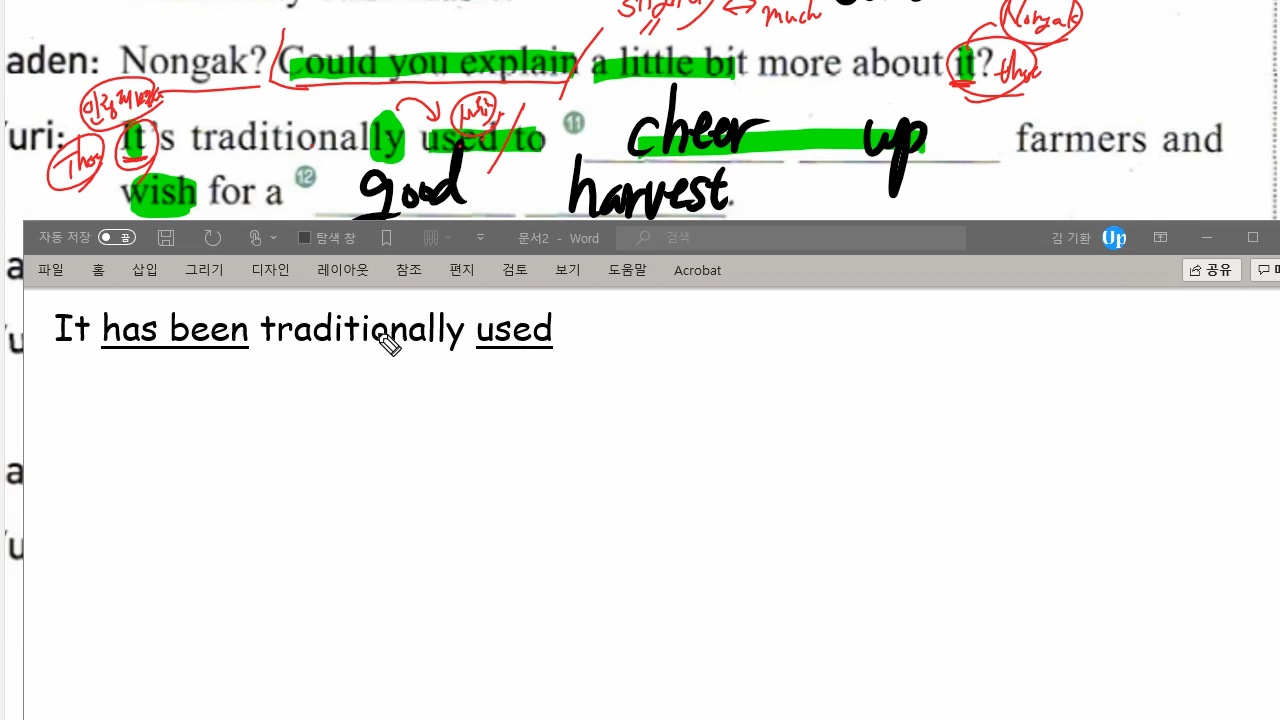 much
Nongak
aden: Nongak? Could you explain a little bit more about it?
uri: It's traditionally used to ⑪ cheer up farmers and
wish for a ⑫ good harvest.
자동 저장 끔 탐색 창 문서2 - Word 검색 김 기환 Up
파일 홈 삽입 그리기 디자인 레이아웃 참조 편지 검토 보기 도움말 Acrobat 공유
It has been traditionally used